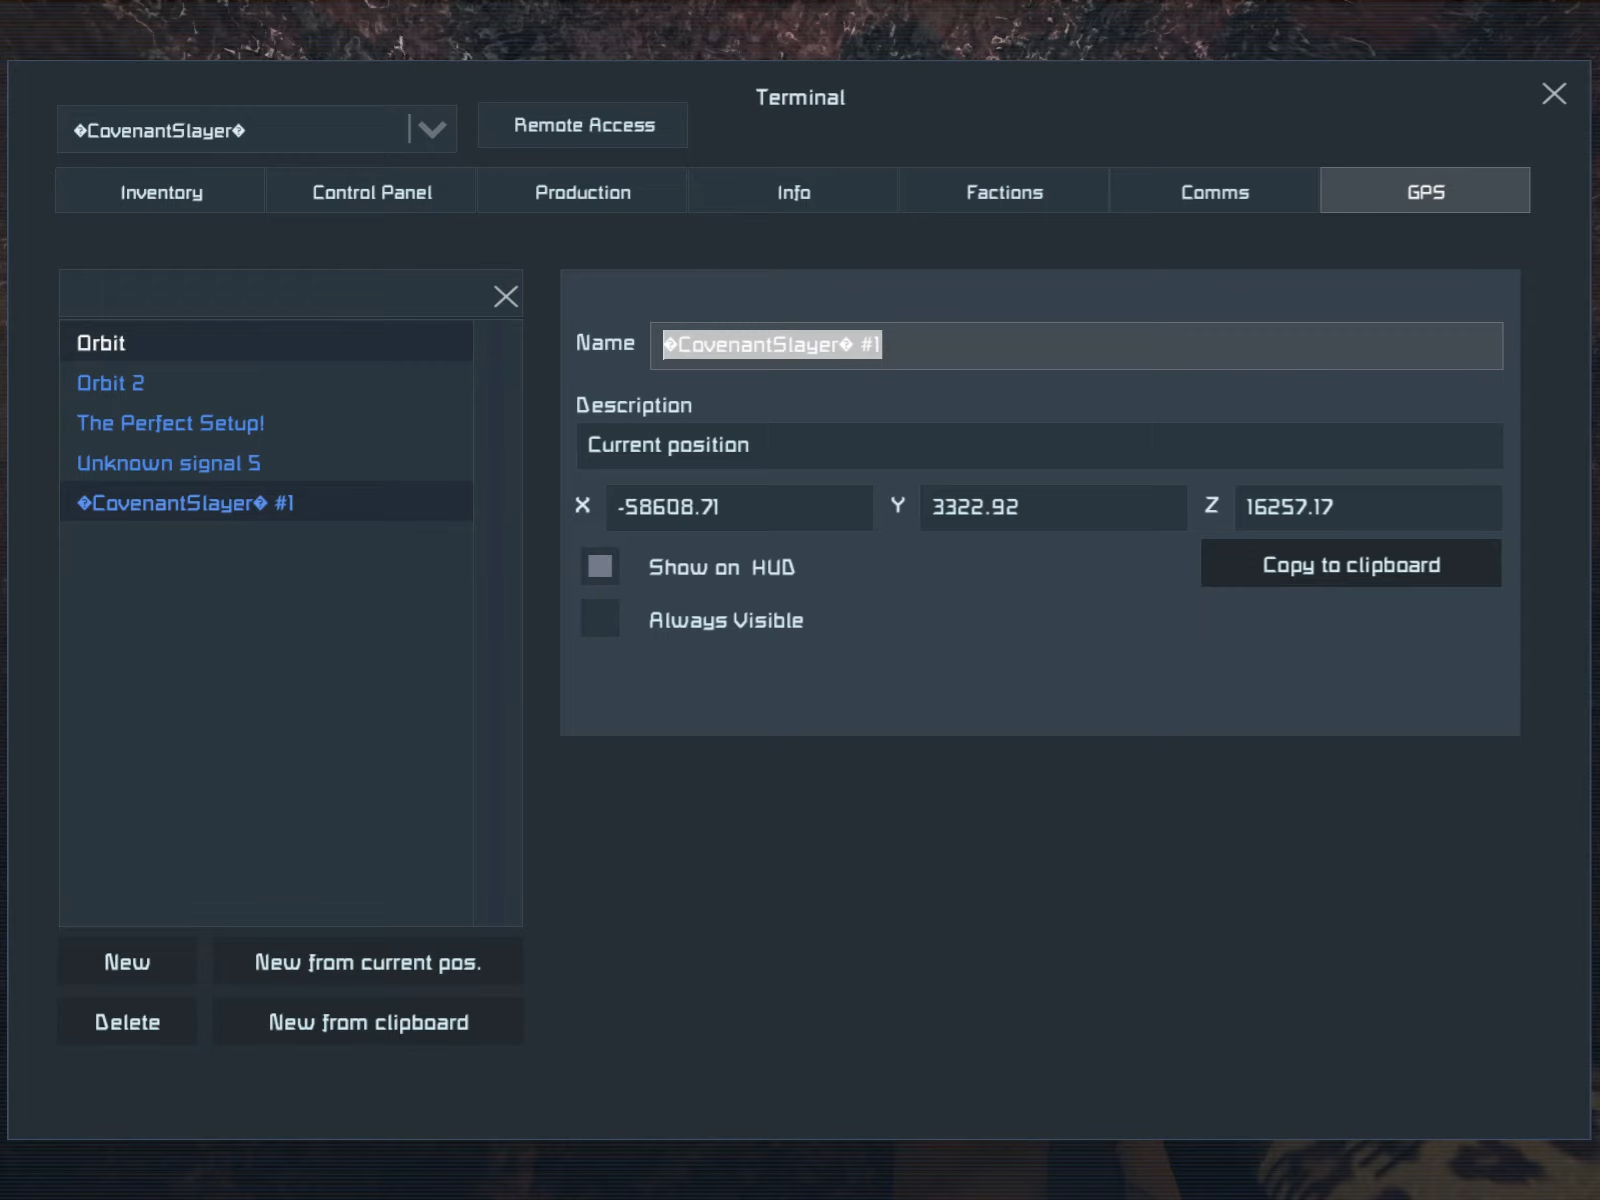 Terminal
�CovenantSlayer�
Remote Access
Inventory
Control Panel
Production
Info
Factions
Comms
GPS
Orbit
Orbit 2
The Perfect Setup!
Unknown signal 5
�CovenantSlayer� #1
New
New from current pos.
Delete
New from clipboard
Name �CovenantSlayer� #1
Description
Current position
X -58608.71 Y 3322.92 Z 16257.17
Show on HUD
Copy to clipboard
Always Visible